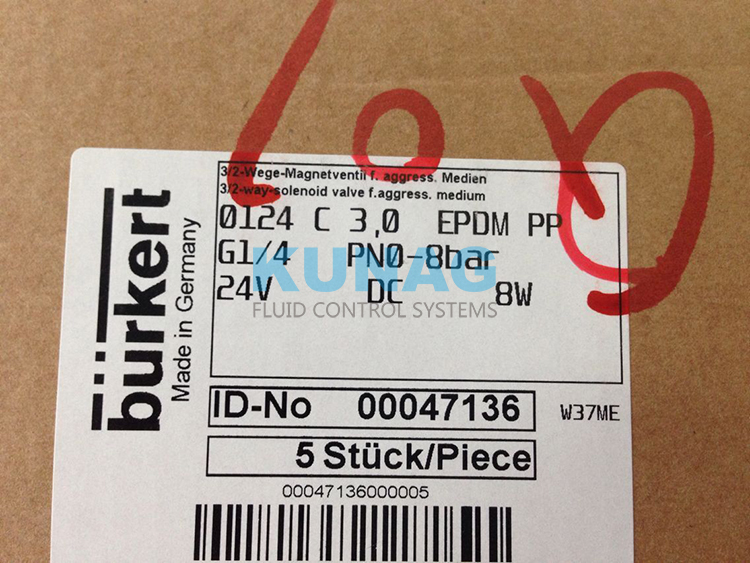 bürkert
Made in Germany
3/2-Wege-Magnetventil f. aggress. Medien
3/2-way-solenoid valve f.aggress. medium
0124 C 3,0 EPDM PP
G1/4 PN0-8bar
24V DC 8W
KUNAG
FLUID CONTROL SYSTEMS
ID-No 00047136
W37ME
5 Stück/Piece
00047136000005